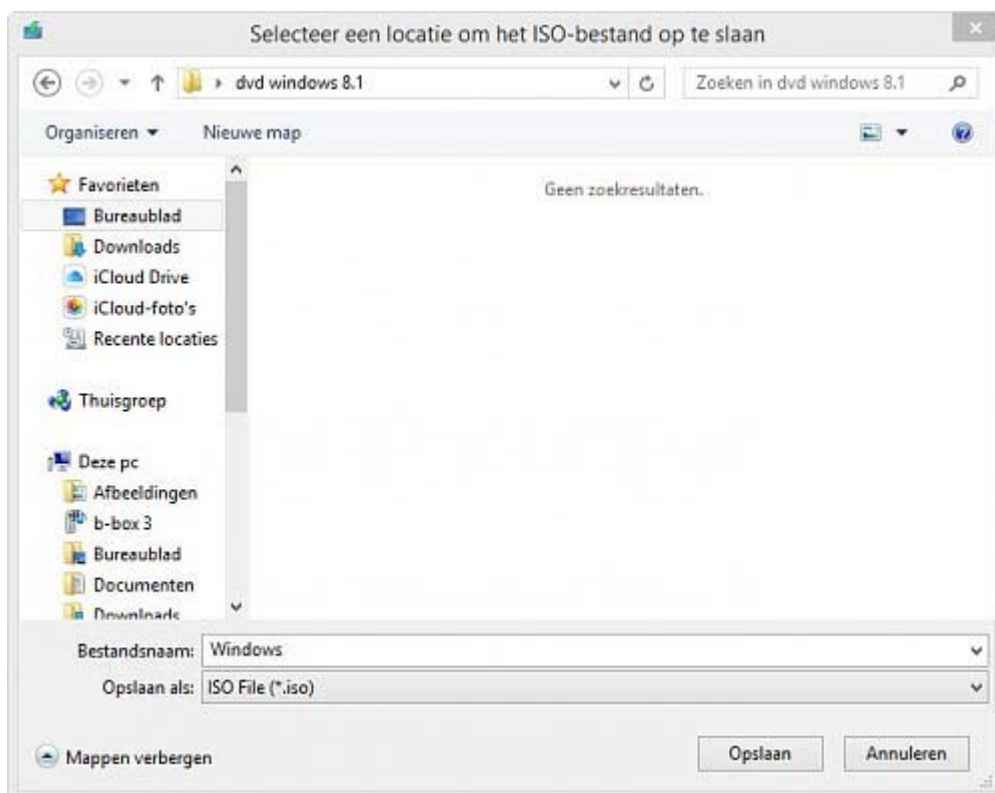 Selecteer een locatie om het ISO-bestand op te slaan
dvd windows 8.1
Zoeken in dvd windows 8.1
Organiseren
Nieuwe map
Favorieten
Bureaublad
Downloads
iCloud Drive
iCloud-foto's
Recente locaties
Thuisgroep
Deze pc
Afbeeldingen
b-box 3
Bureaublad
Documenten
Downloads
Geen zoekresultaten.
Bestandsnaam: Windows
Opslaan als: ISO File (*.iso)
Mappen verbergen
Opslaan
Annuleren